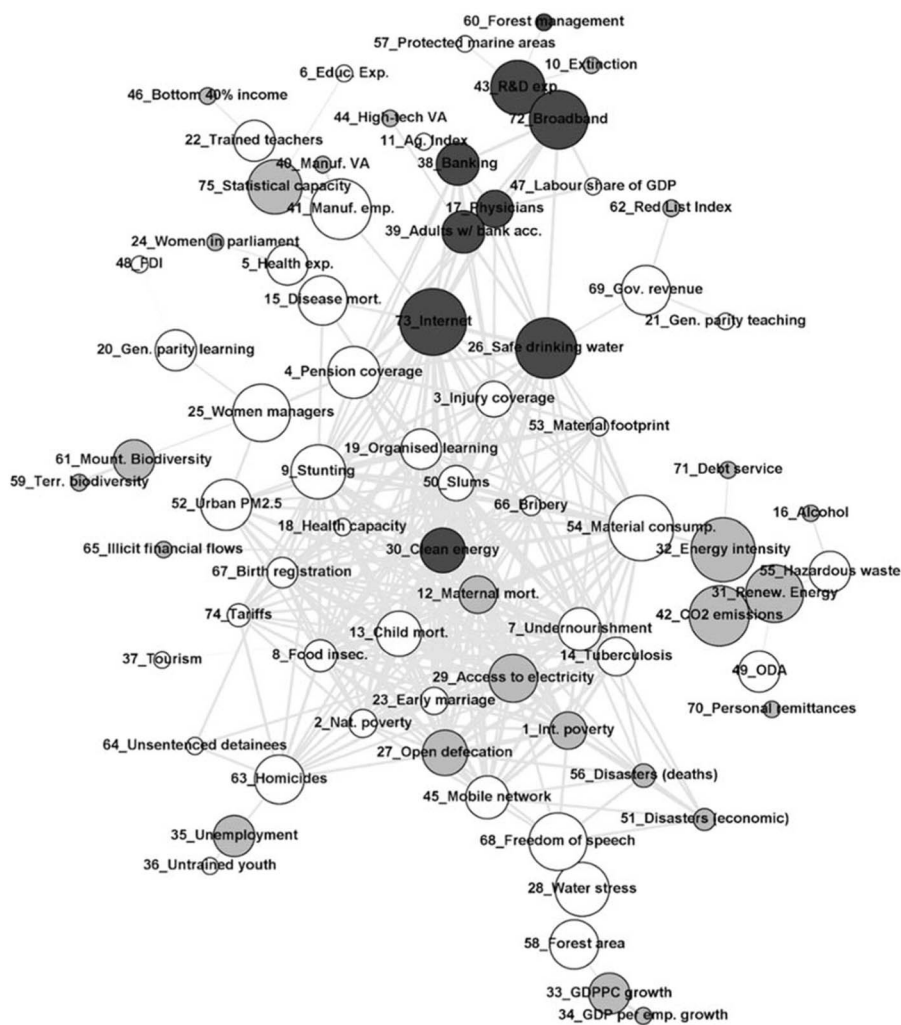 60_Forest management
57_Protected marine areas
10_Extinction
6_Educ. Exp.
43_R&D exp
46_Bottom 40% income
44_High-tech VA
72_Broadband
22_Trained teachers
11_Ag. Index
40_Manuf. VA
38_Banking
75_Statistical capacity
47_Labour share of GDP
41_Manuf. emp.
17_Physicians
62_Red List Index
39_Adults w/ bank acc.
24_Women in parliament
48_FDI
5_Health exp.
69_Gov. revenue
15_Disease mort.
73_Internet
21_Gen. parity teaching
26_Safe drinking water
20_Gen. parity learning
4_Pension coverage
3_Injury coverage
25_Women managers
53_Material footprint
19_Organised learning
61_Mount. Biodiversity
9_Stunting
71_Debt service
59_Terr. biodiversity
50_Slums
52_Urban PM2.5
66_Bribery
16_Alcohol
18_Health capacity
54_Material consump.
65_Illicit financial flows
30_Clean energy
32_Energy intensity
67_Birth registration
55_Hazardous waste
12_Maternal mort.
31_Renew. Energy
74_Tariffs
42_CO2 emissions
13_Child mort.
7_Undernourishment
37_Tourism
8_Food insec.
14_Tuberculosis
29_Access to electricity
49_ODA
23_Early marriage
70_Personal remittances
2_Nat. poverty
1_Int. poverty
64_Unsentenced detainees
27_Open defecation
63_Homicides
56_Disasters (deaths)
45_Mobile network
51_Disasters (economic)
35_Unemployment
68_Freedom of speech
36_Untrained youth
28_Water stress
58_Forest area
33_GDPPC growth
34_GDP per emp. growth